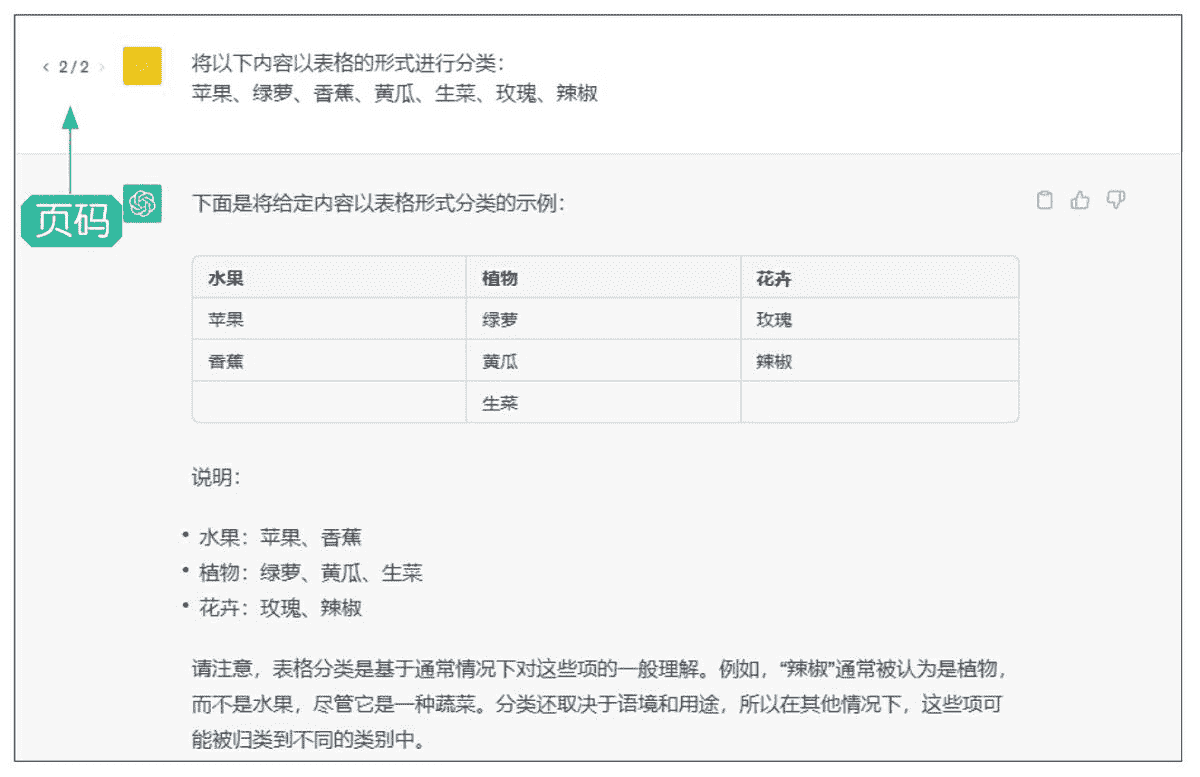 < 2/2 >
将以下内容以表格的形式进行分类：
苹果、绿萝、香蕉、黄瓜、生菜、玫瑰、辣椒
页码
下面是将给定内容以表格形式分类的示例：
水果 植物 花卉
苹果 绿萝 玫瑰
香蕉 黄瓜 辣椒
生菜
说明：
• 水果：苹果、香蕉
• 植物：绿萝、黄瓜、生菜
• 花卉：玫瑰、辣椒
请注意，表格分类是基于通常情况下对这些项的一般理解。例如，“辣椒”通常被认为是植物，
而不是水果，尽管它是一种蔬菜。分类还取决于语境和用途，所以在其他情况下，这些项可
能被归类到不同的类别中。